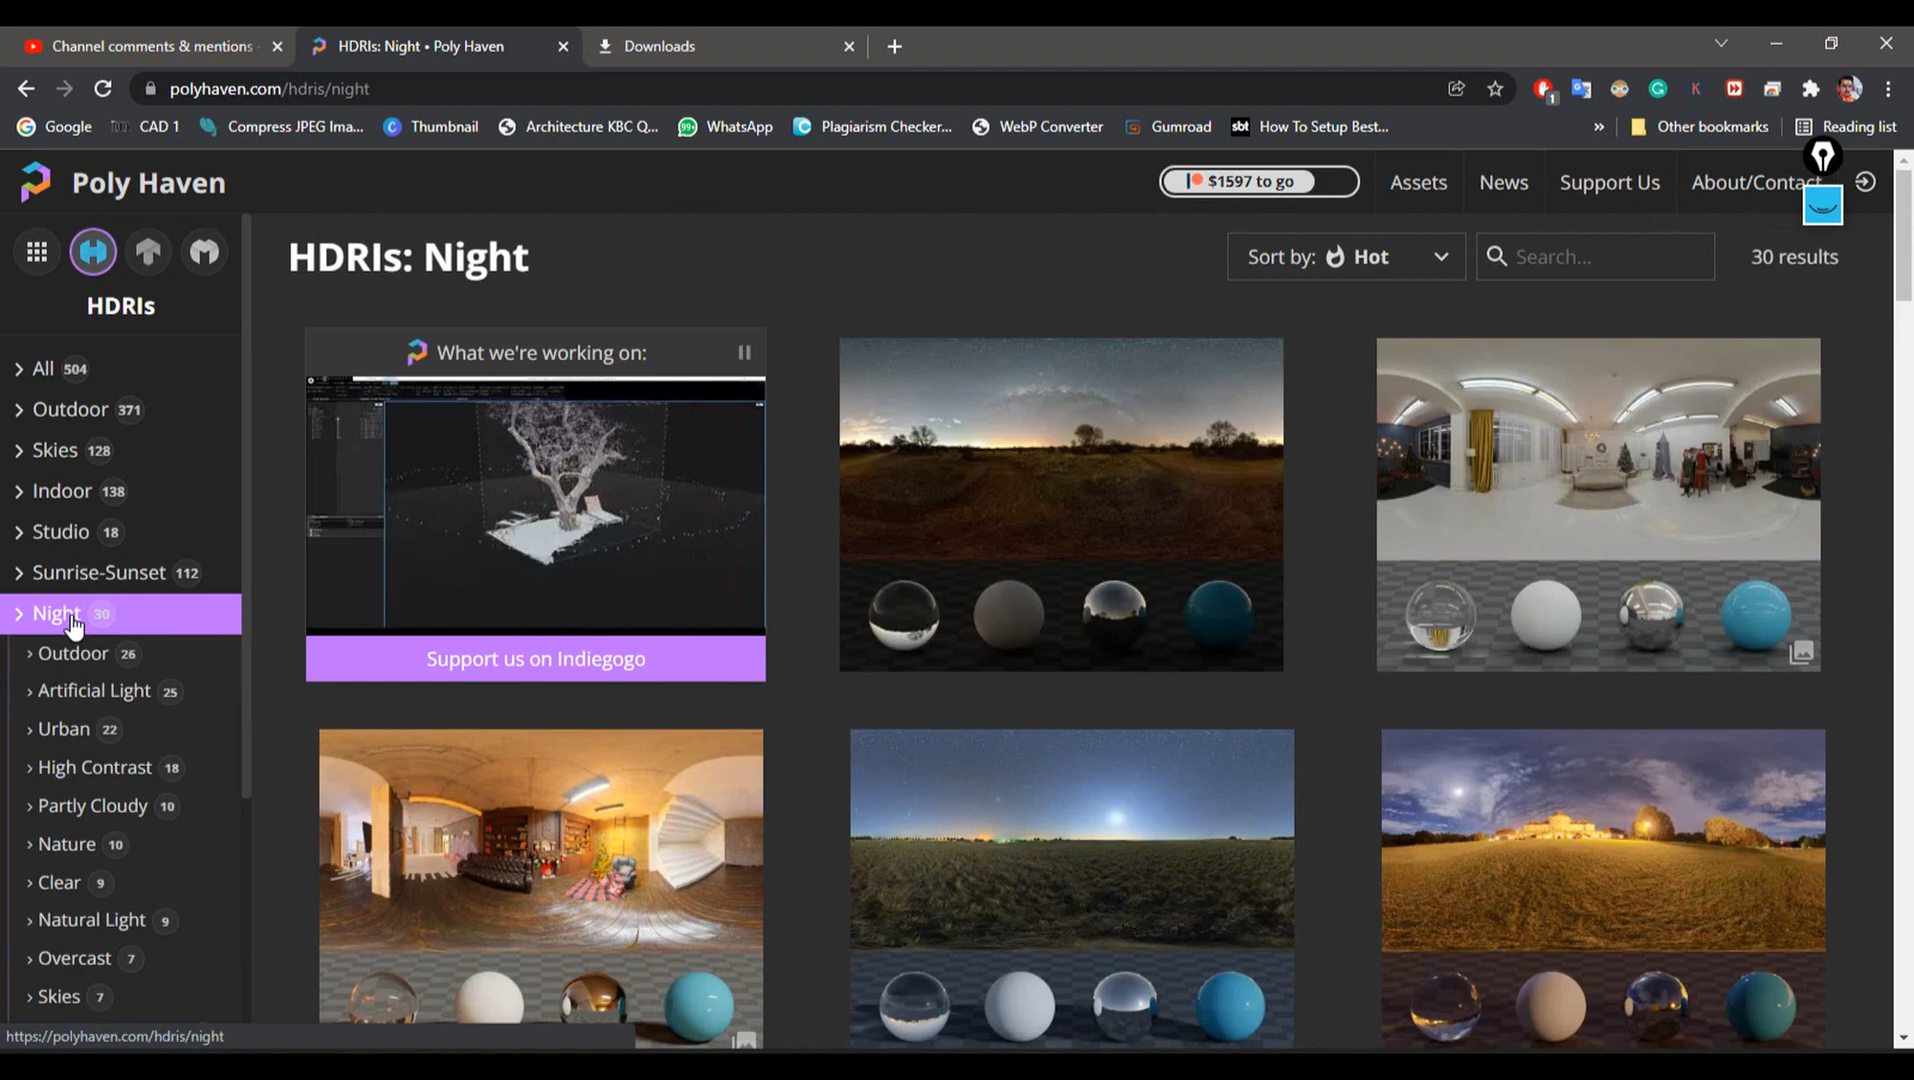 Channel comments & mentions -
HDRIs: Night • Poly Haven
Downloads
polyhaven.com/hdris/night
1
Google
CAD 1
Compress JPEG Ima...
Thumbnail
Architecture KBC Q...
99+ WhatsApp
Plagiarism Checker...
WebP Converter
Gumroad
sbt How To Setup Best...
»
Other bookmarks
Reading list
Poly Haven
$1597 to go
Assets
News
Support Us
About/Contact
HDRIs
All 504
Outdoor 371
Skies 128
Indoor 138
Studio 18
Sunrise-Sunset 112
Night 30
Outdoor 26
Artificial Light 25
Urban 22
High Contrast 18
Partly Cloudy 10
Nature 10
Clear 9
Natural Light 9
Overcast 7
Skies 7
HDRIs: Night
Sort by: Hot
Search...
30 results
What we're working on:
Support us on Indiegogo
https://polyhaven.com/hdris/night